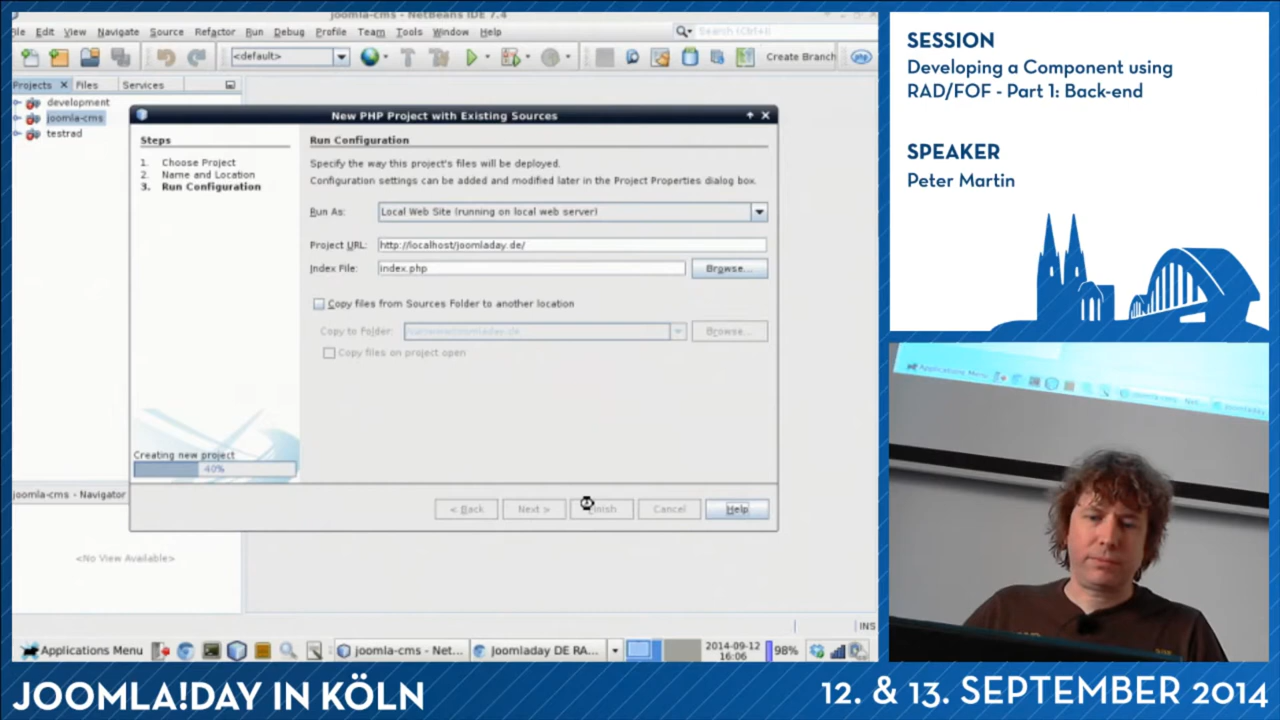 joomla-cms - NetBeans IDE 7.4
ile Edit View Navigate Source Refactor Run Debug Profile Team Tools Window Help
Search (Ctrl+I)
<default>
Create Branch
php
Projects Files Services
development
joomla-cms
testrad
New PHP Project with Existing Sources
Steps
1. Choose Project
2. Name and Location
3. Run Configuration
Run Configuration
Specify the way this project's files will be deployed.
Configuration settings can be added and modified later in the Project Properties dialog box.
Run As: Local Web Site (running on local web server)
Project URL: http://localhost/joomladay.de/
Index File: index.php Browse...
Copy files from Sources Folder to another location
Copy to Folder: Browse...
Copy files on project open
Creating new project
40%
< Back Next > Finish Cancel Help
joomla-cms - Navigator
<No View Available>
INS
Applications Menu joomla-cms - Net... Joomladay DE RA... 2014-09-12 16:06 98%
SESSION
Developing a Component using
RAD/FOF - Part 1: Back-end
SPEAKER
Peter Martin
Applications Menu
JOOMLA!DAY IN KÖLN
12. & 13. SEPTEMBER 2014